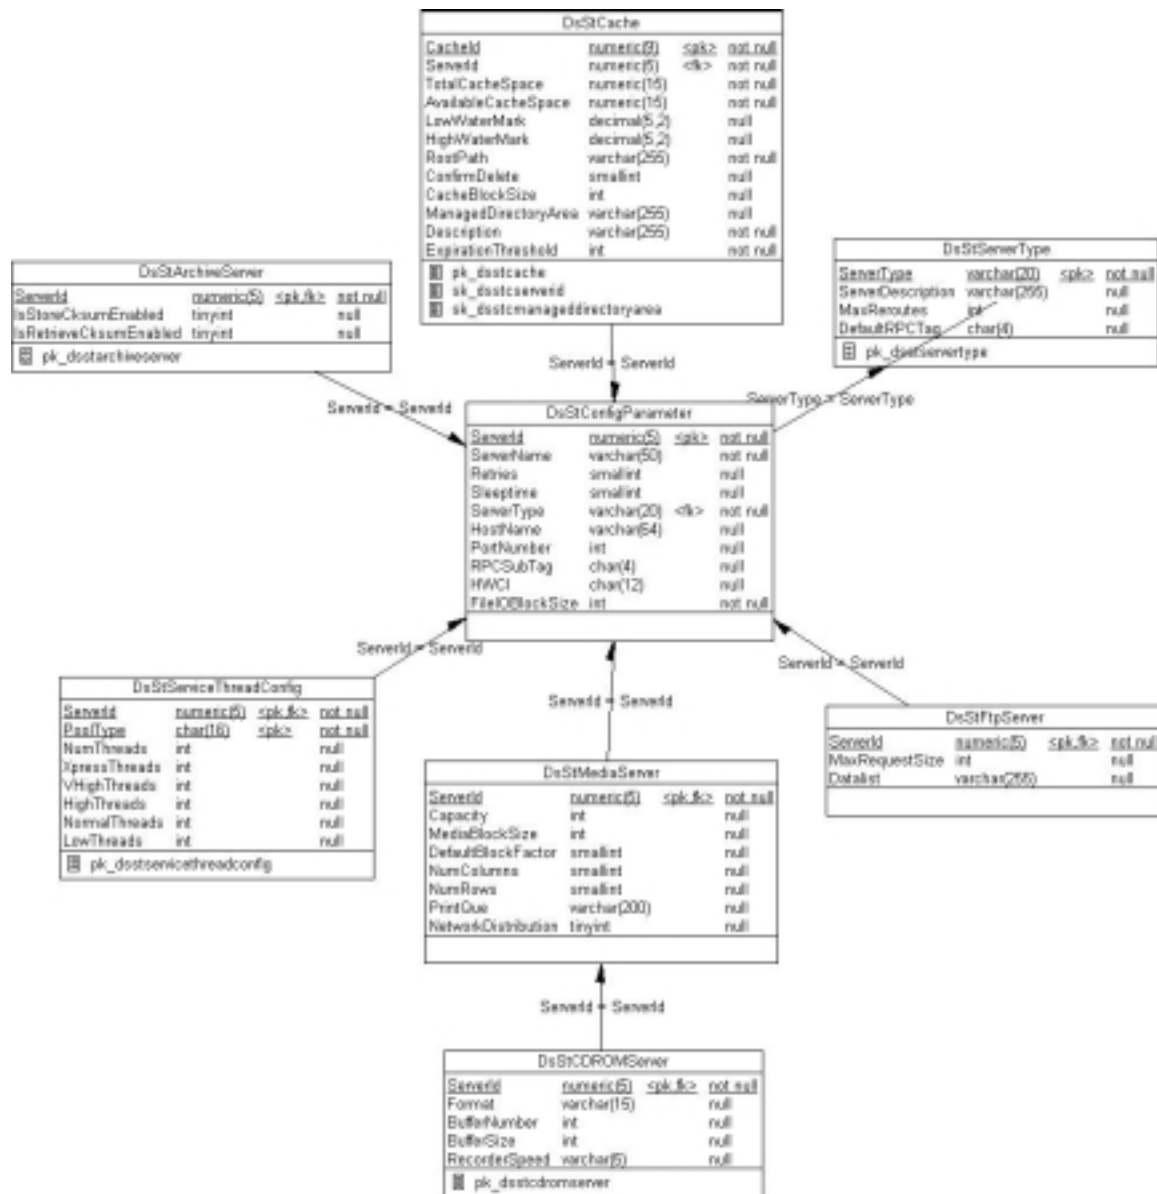 DsStCache
CacheId numeric(9) <pk> not null
ServerId numeric(5) <fk> not null
TotalCacheSpace numeric(15) not null
AvailableCacheSpace numeric(15) not null
LowWaterMark decimal(5,2) null
HighWaterMark decimal(5,2) null
RootPath varchar(255) not null
ConfirmDelete smallint null
CacheBlockSize int null
ManagedDirectoryArea varchar(255) null
Description varchar(255) not null
ExpirationThreshold int not null
pk_dsstcache
sk_dsstcserverid
sk_dsstcmanageddirectoryarea
DsStArchiveServer
ServerId numeric(5) <pk,fk> not null
IsStoreCksumEnabled tinyint null
IsRetrieveCksumEnabled tinyint null
pk_dsstarchiveserver
DsStServerType
ServerType varchar(20) <pk> not null
ServerDescription varchar(255) null
MaxReroutes int null
DefaultRPCTag char(4) null
pk_dsstServertype
ServerId = ServerId
ServerId = ServerId
ServerType = ServerType
DsStConfigParameter
ServerId numeric(5) <pk> not null
ServerName varchar(50) not null
Retries smallint null
Sleeptime smallint null
ServerType varchar(20) <fk> not null
HostName varchar(64) null
PortNumber int null
RPCSubTag char(4) null
HWCI char(12) null
FileIOBlockSize int not null
ServerId = ServerId
ServerId = ServerId
ServerId = ServerId
DsStServiceThreadConfig
ServerId numeric(5) <pk,fk> not null
PoolType char(16) <pk> not null
NumThreads int null
XpressThreads int null
VHighThreads int null
HighThreads int null
NormalThreads int null
LowThreads int null
pk_dsstservicethreadconfig
DsStFtpServer
ServerId numeric(5) <pk,fk> not null
MaxRequestSize int null
Datalist varchar(255) null
DsStMediaServer
ServerId numeric(5) <pk,fk> not null
Capacity int null
MediaBlockSize int null
DefaultBlockFactor smallint null
NumColumns smallint null
NumRows smallint null
PrintQue varchar(200) null
NetworkDistribution tinyint null
ServerId = ServerId
DsStCDROMServer
ServerId numeric(5) <pk,fk> not null
Format varchar(15) null
BufferNumber int null
BufferSize int null
RecorderSpeed varchar(5) null
pk_dsstcdromserver